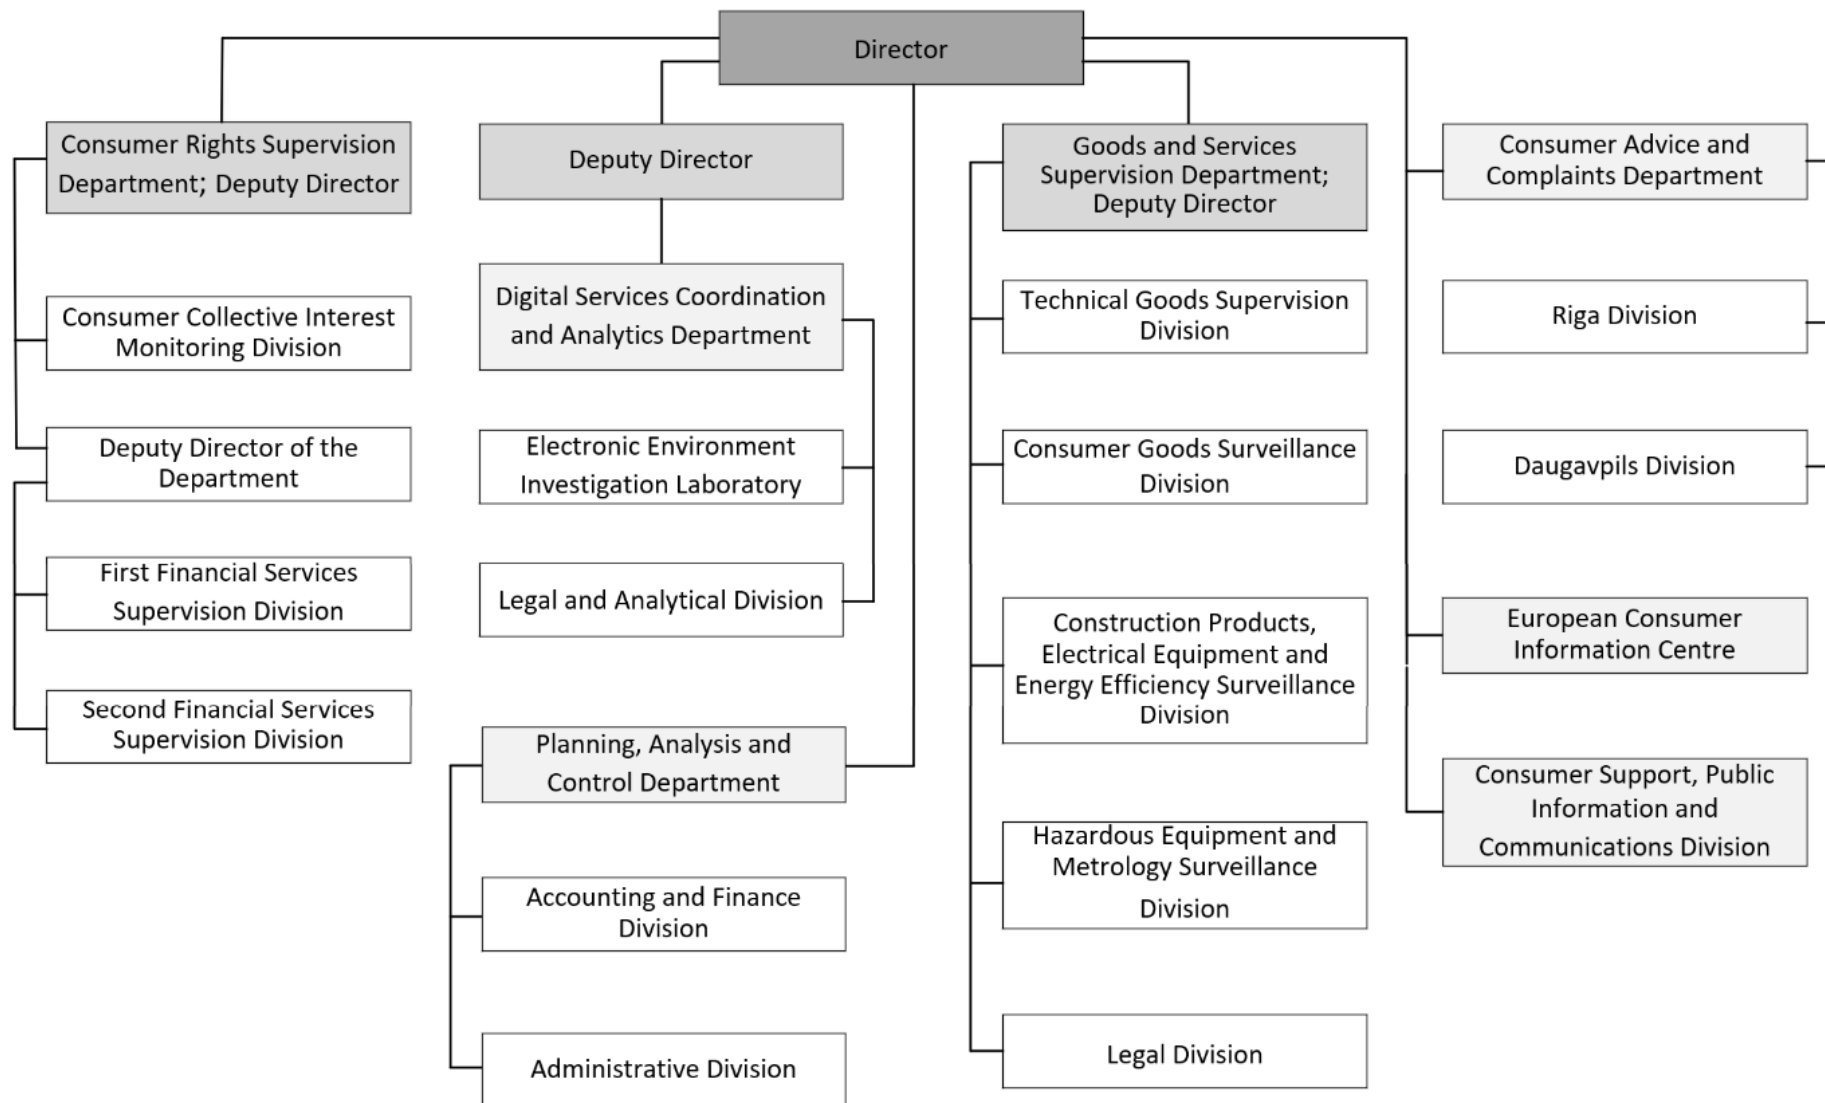 Director
Consumer Rights Supervision
Department; Deputy Director
Consumer Collective Interest
Monitoring Division
Deputy Director of the
Department
First Financial Services
Supervision Division
Second Financial Services
Supervision Division
Deputy Director
Digital Services Coordination
and Analytics Department
Electronic Environment
Investigation Laboratory
Legal and Analytical Division
Planning, Analysis and
Control Department
Accounting and Finance
Division
Administrative Division
Goods and Services
Supervision Department;
Deputy Director
Technical Goods Supervision
Division
Consumer Goods Surveillance
Division
Construction Products,
Electrical Equipment and
Energy Efficiency Surveillance
Division
Hazardous Equipment and
Metrology Surveillance
Division
Legal Division
Consumer Advice and
Complaints Department
Riga Division
Daugavpils Division
European Consumer
Information Centre
Consumer Support, Public
Information and
Communications Division